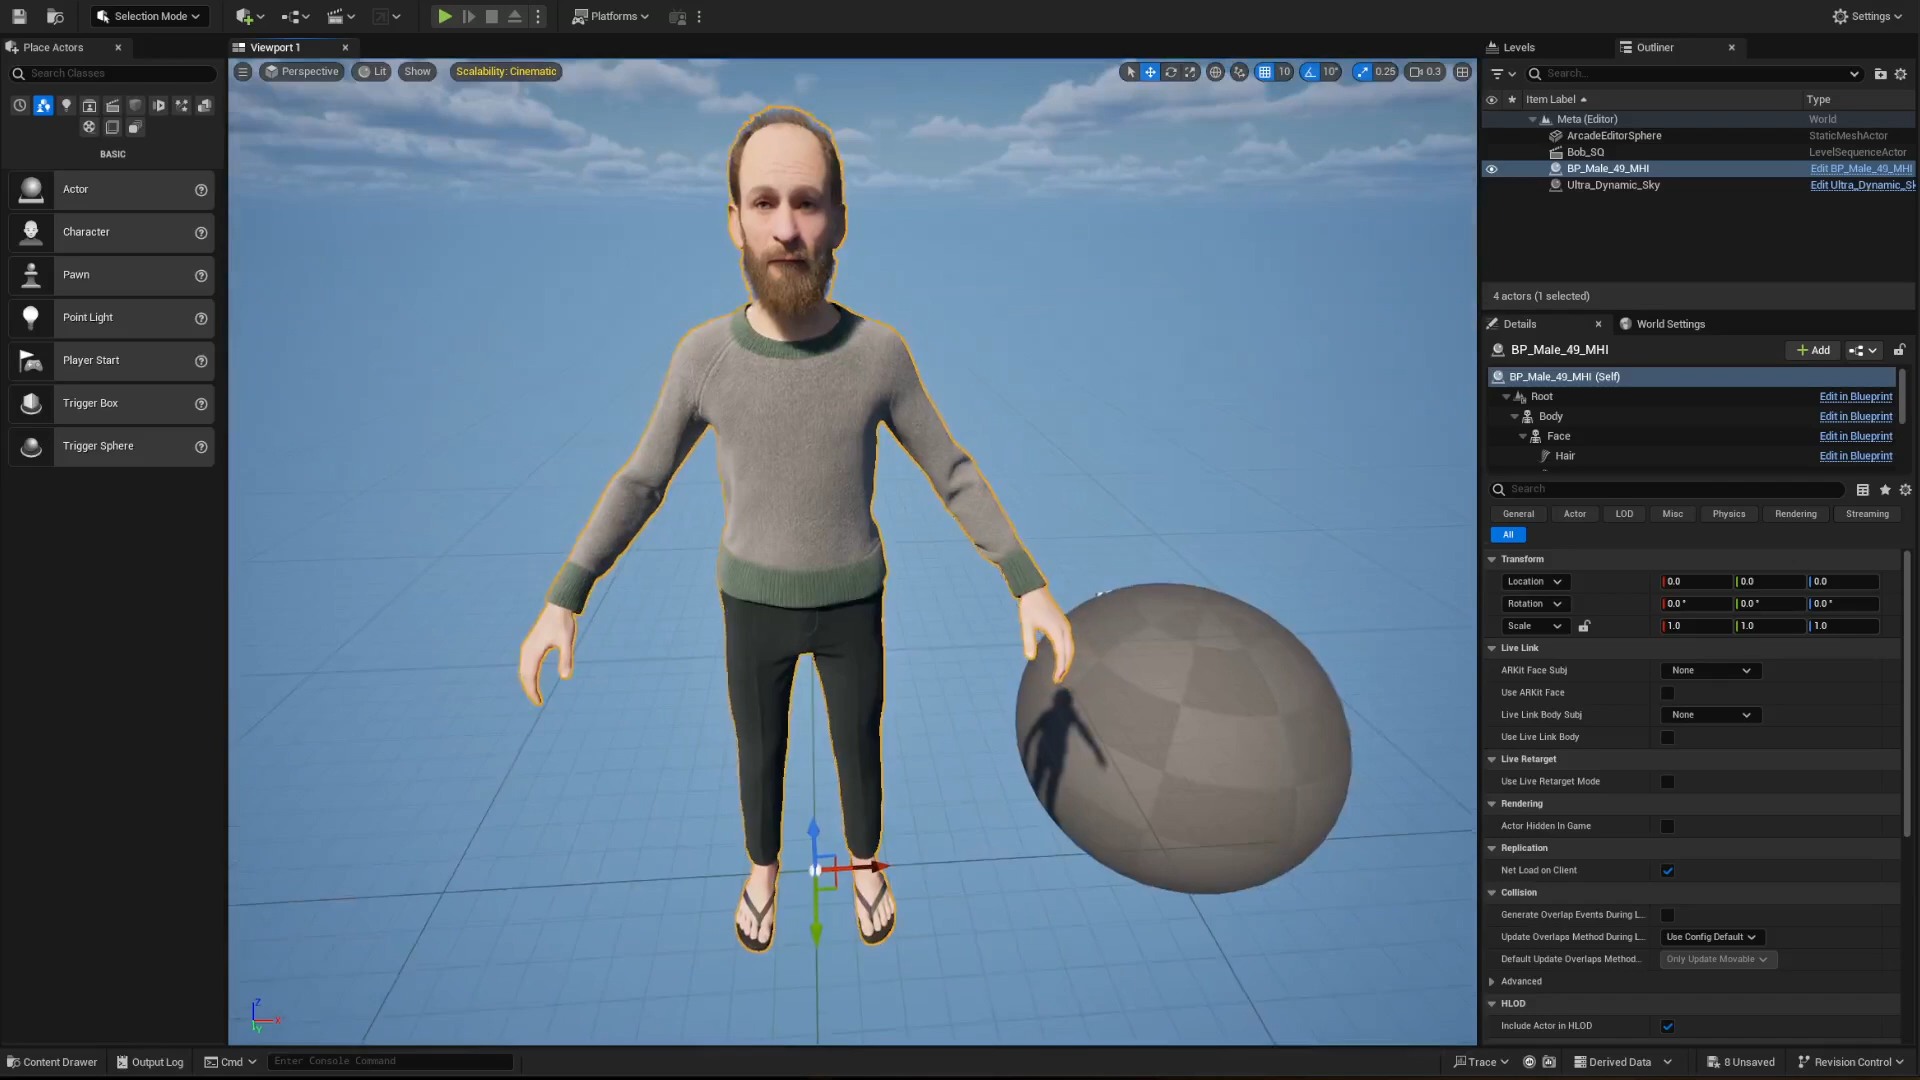 Selection Mode
Platforms
Settings
Place Actors
Viewport 1
Levels
Outliner
Search Classes
Perspective
Lit
Show
Scalability: Cinematic
10
10°
0.25
0.3
Search...
Item Label
Type
Meta (Editor)
World
ArcadeEditorSphere
StaticMeshActor
Bob_SQ
LevelSequenceActor
BP_Male_49_MHI
Edit BP_Male_49_MHI
Ultra_Dynamic_Sky
Edit Ultra_Dynamic_Sk
BASIC
Actor
Character
Pawn
Point Light
Player Start
Trigger Box
Trigger Sphere
4 actors (1 selected)
Details
World Settings
BP_Male_49_MHI
Add
BP_Male_49_MHI (Self)
Root
Edit in Blueprint
Body
Edit in Blueprint
Face
Edit in Blueprint
Hair
Edit in Blueprint
Search
General
Actor
LOD
Misc
Physics
Rendering
Streaming
All
Transform
Location
0.0
0.0
0.0
Rotation
0.0 °
0.0 °
0.0 °
Scale
1.0
1.0
1.0
Live Link
ARKit Face Subj
None
Use ARKit Face
Live Link Body Subj
None
Use Live Link Body
Live Retarget
Use Live Retarget Mode
Rendering
Actor Hidden In Game
Replication
Net Load on Client
Collision
Generate Overlap Events During L...
Update Overlaps Method During L...
Use Config Default
Default Update Overlaps Method...
Only Update Movable
Advanced
HLOD
Include Actor in HLOD
Z
X
Y
Content Drawer
Output Log
Cmd
Enter Console Command
Trace
Derived Data
8 Unsaved
Revision Control